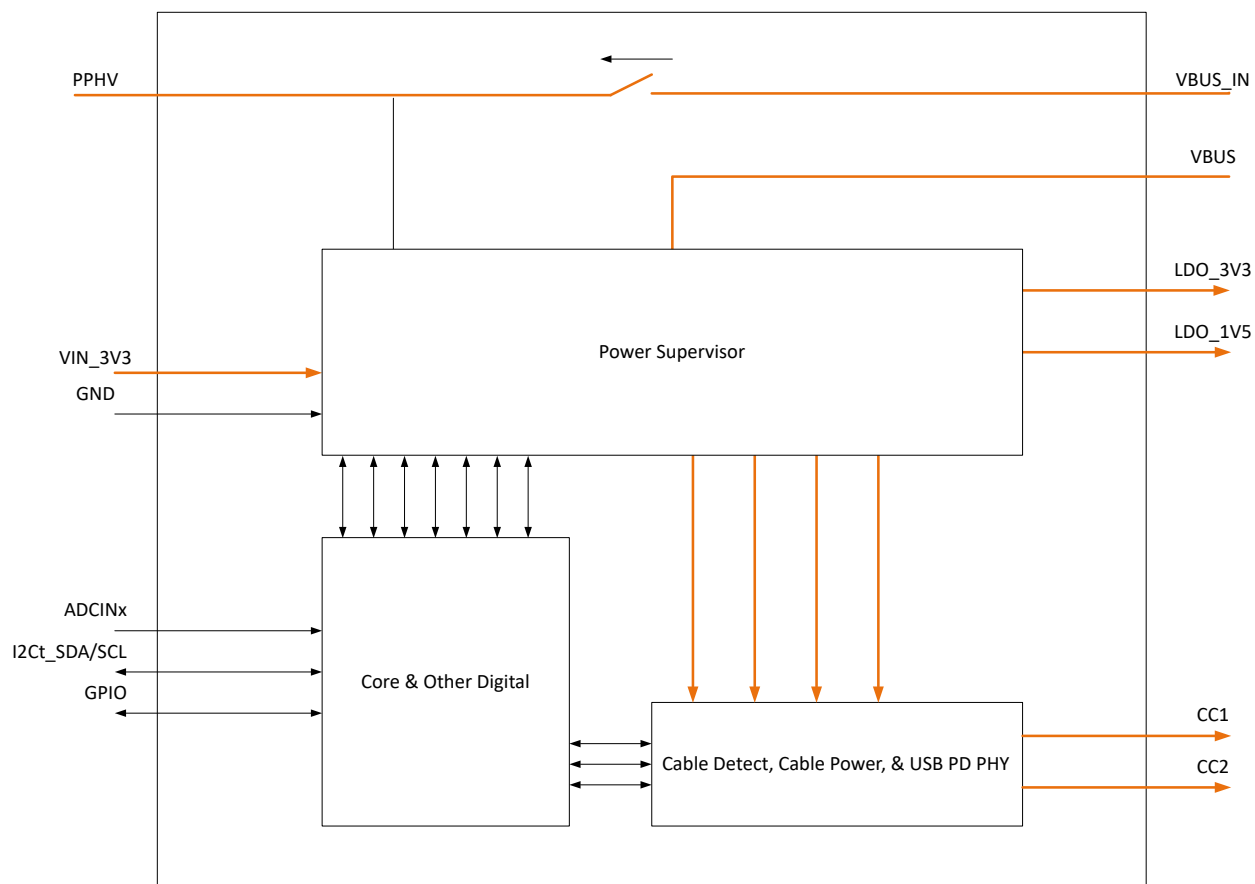 PPHV
VBUS_IN
VBUS
LDO_3V3
LDO_1V5
Power Supervisor
VIN_3V3
GND
ADCINx
I2Ct_SDA/SCL
GPIO
Core & Other Digital
Cable Detect, Cable Power, & USB PD PHY
CC1
CC2